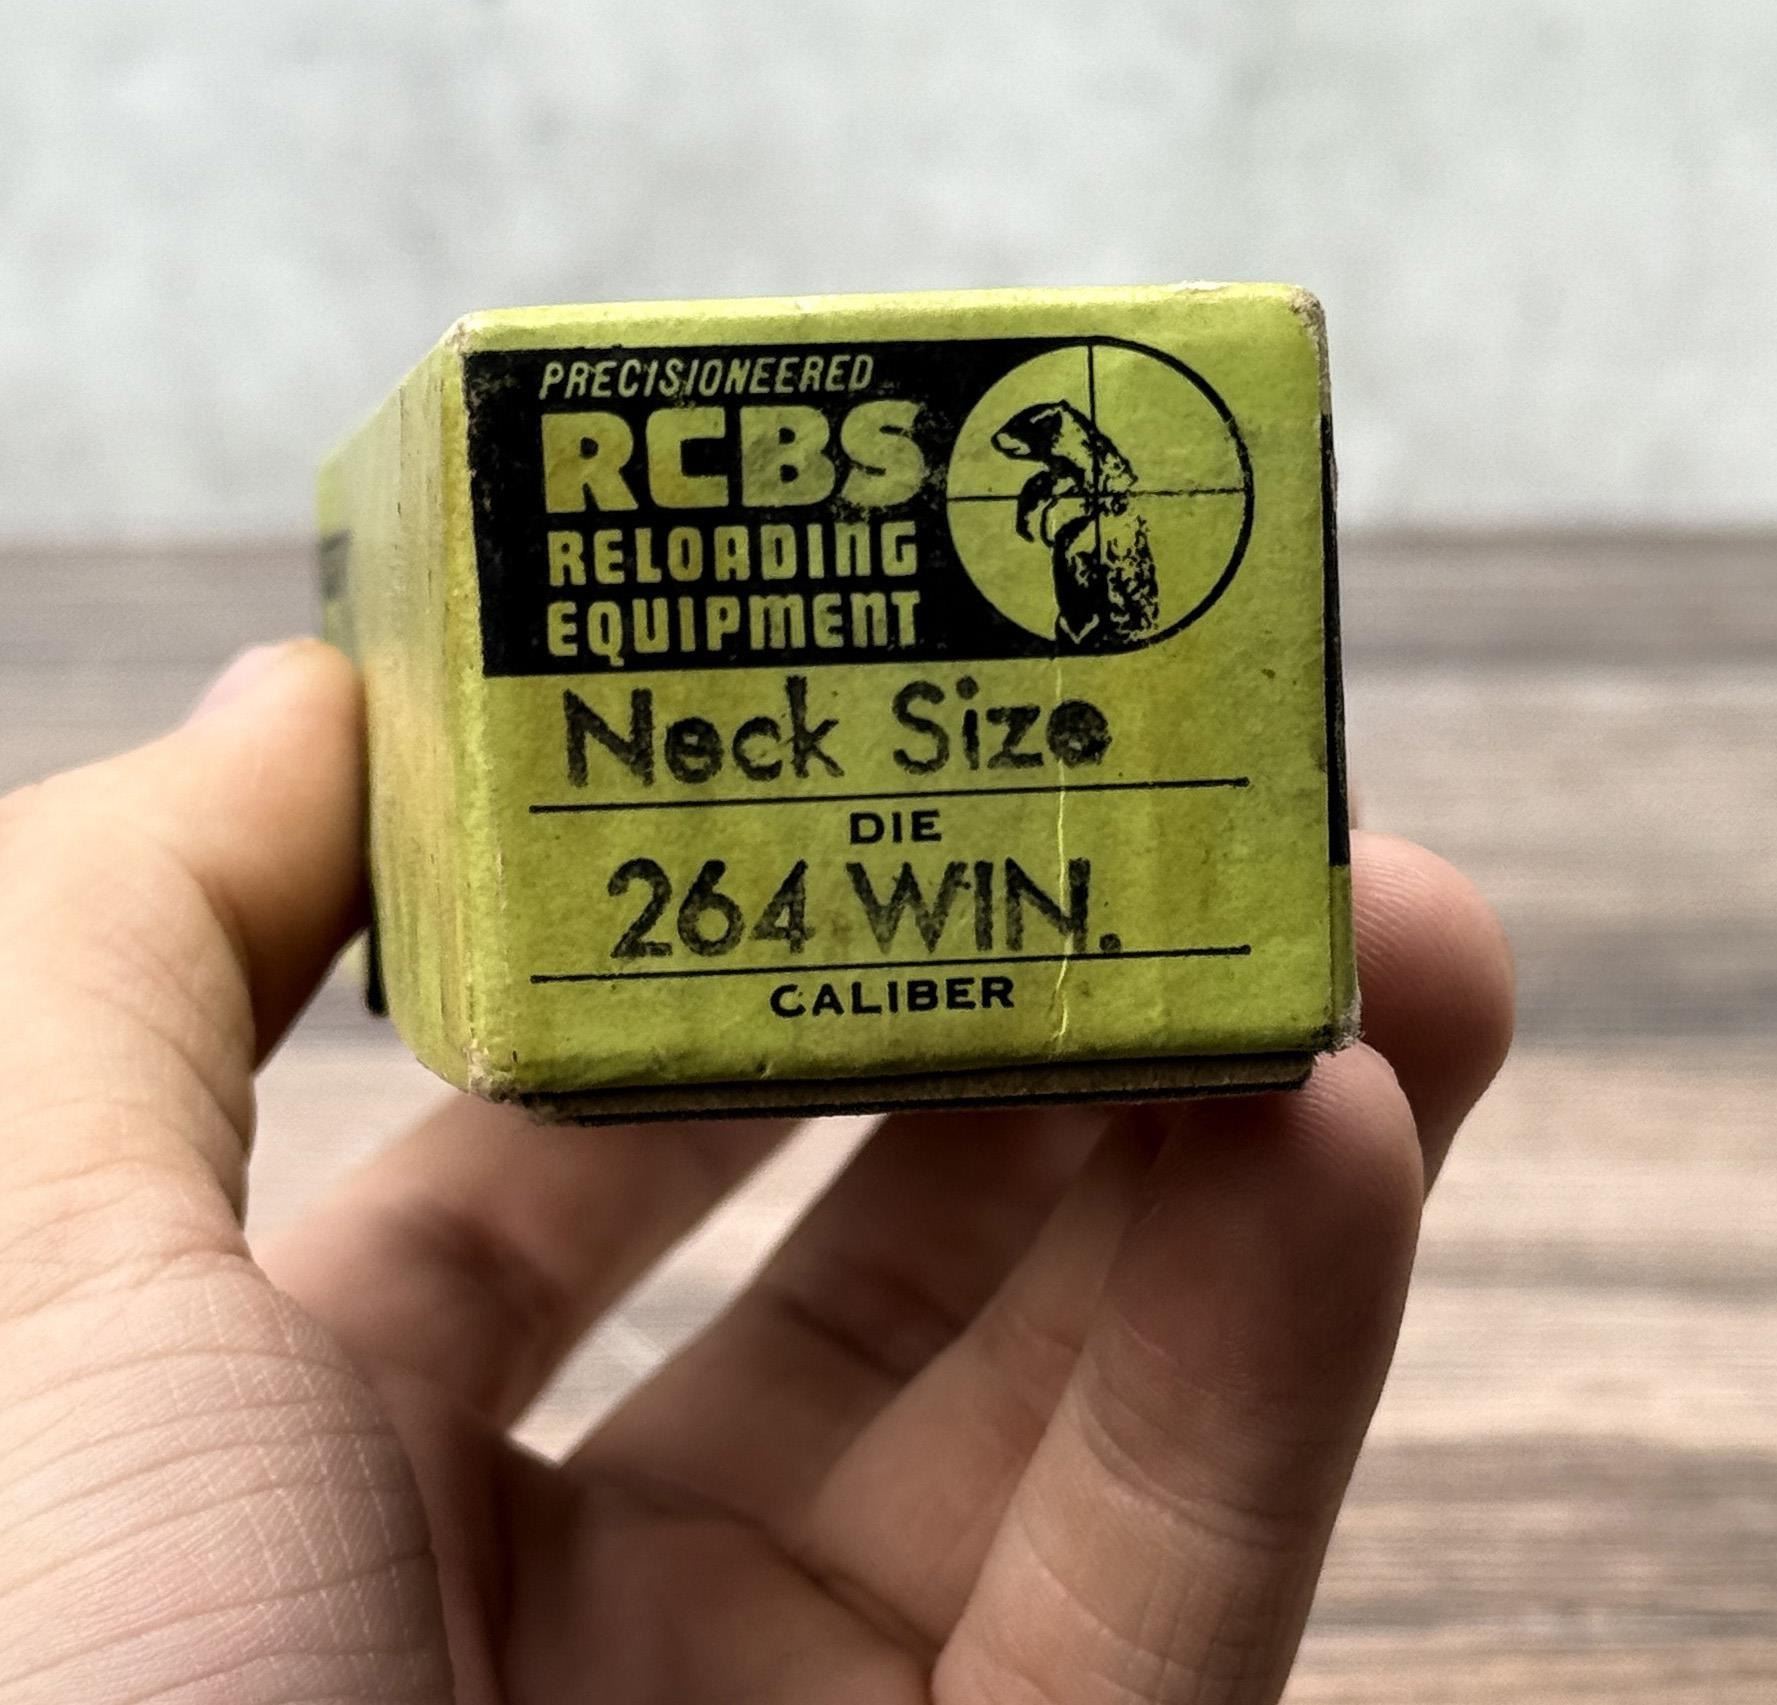 PRECISIONEERED
RCBS
RELOADING
EQUIPMENT
Neck Size
DIE
264 WIN.
CALIBER